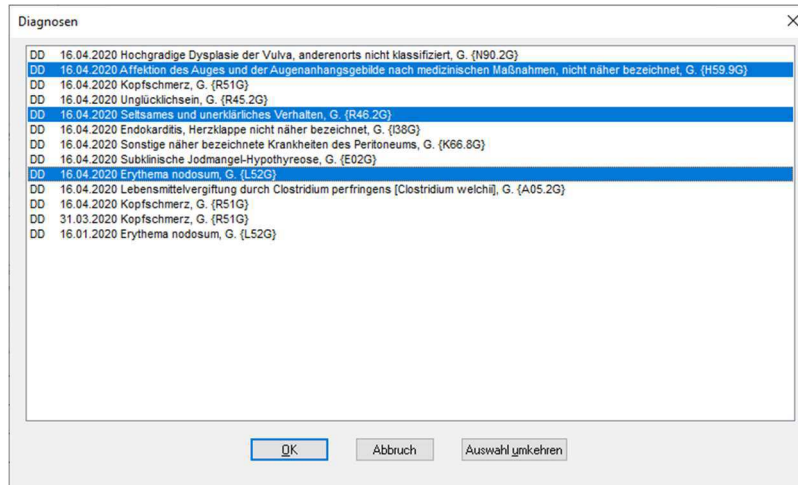 Diagnosen
DD 16.04.2020 Hochgradige Dysplasie der Vulva, anderenorts nicht klassifiziert, G. {N90.2G}
DD 16.04.2020 Affektion des Auges und der Augenanhangsgebilde nach medizinischen Maßnahmen, nicht näher bezeichnet, G. {H59.9G}
DD 16.04.2020 Kopfschmerz, G. {R51G}
DD 16.04.2020 Unglücklichsein, G. {R45.2G}
DD 16.04.2020 Seltsames und unerklärliches Verhalten, G. {R46.2G}
DD 16.04.2020 Endokarditis, Herzklappe nicht näher bezeichnet, G. {I38G}
DD 16.04.2020 Sonstige näher bezeichnete Krankheiten des Peritoneums, G. {K66.8G}
DD 16.04.2020 Subklinische Jodmangel-Hypothyreose, G. {E02G}
DD 16.04.2020 Erythema nodosum, G. {L52G}
DD 16.04.2020 Lebensmittelvergiftung durch Clostridium perfringens [Clostridium welchii], G. {A05.2G}
DD 16.04.2020 Kopfschmerz, G. {R51G}
DD 31.03.2020 Kopfschmerz, G. {R51G}
DD 16.01.2020 Erythema nodosum, G. {L52G}
OK Abbruch Auswahl umkehren